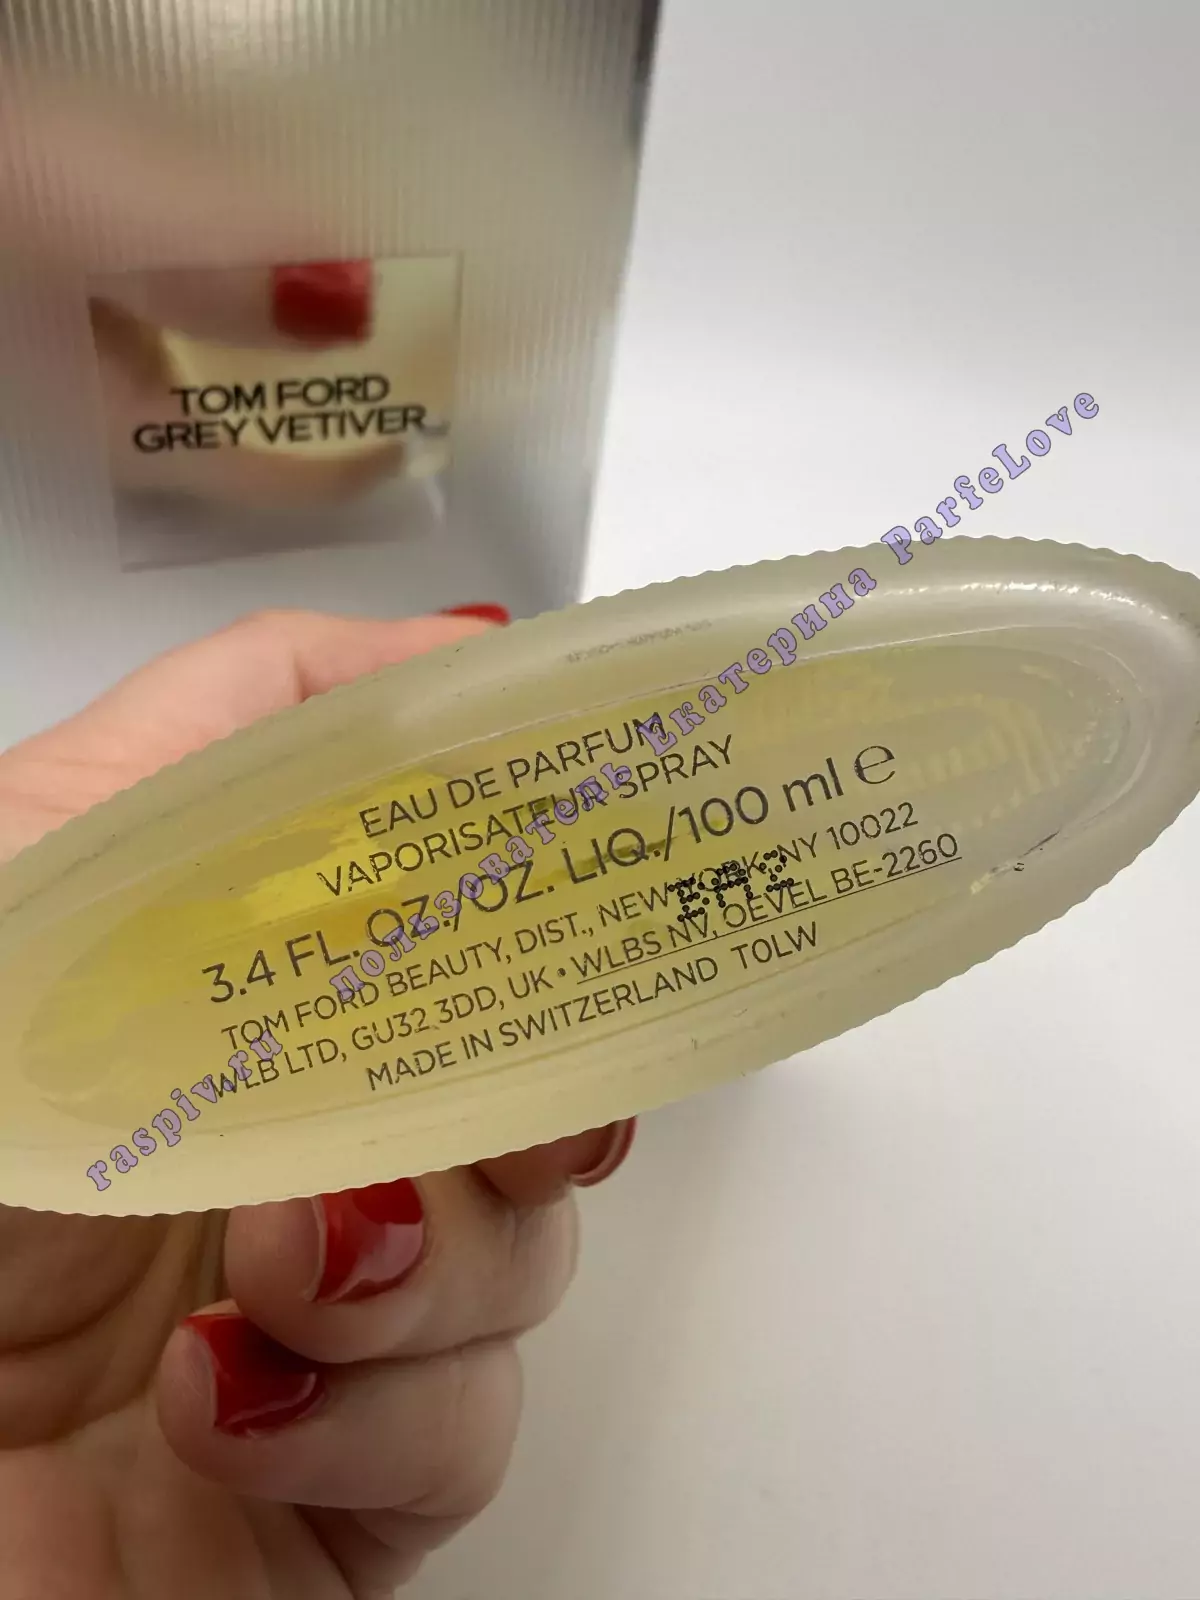 TOM FORD
GREY VETIVER
EAU DE PARFUM
VAPORISATEUR SPRAY
3.4 FL. OZ./OZ. LIQ./100 ml ℮
TOM FORD BEAUTY, DIST., NEW YORK, NY 10022
WLB LTD, GU32 3DD, UK • WLBS NV, OEVEL BE-2260
MADE IN SWITZERLAND TOLW
raspiv.ru пользователь Екатерина ParfeLove